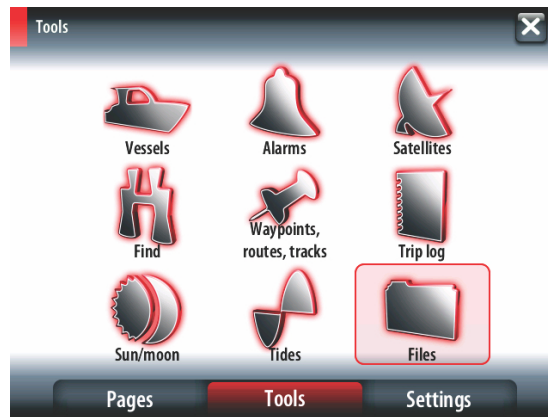 Tools
Vessels
Alarms
Satellites
Find
Waypoints,
routes, tracks
Trip log
Sun/moon
Tides
Files
Pages
Tools
Settings